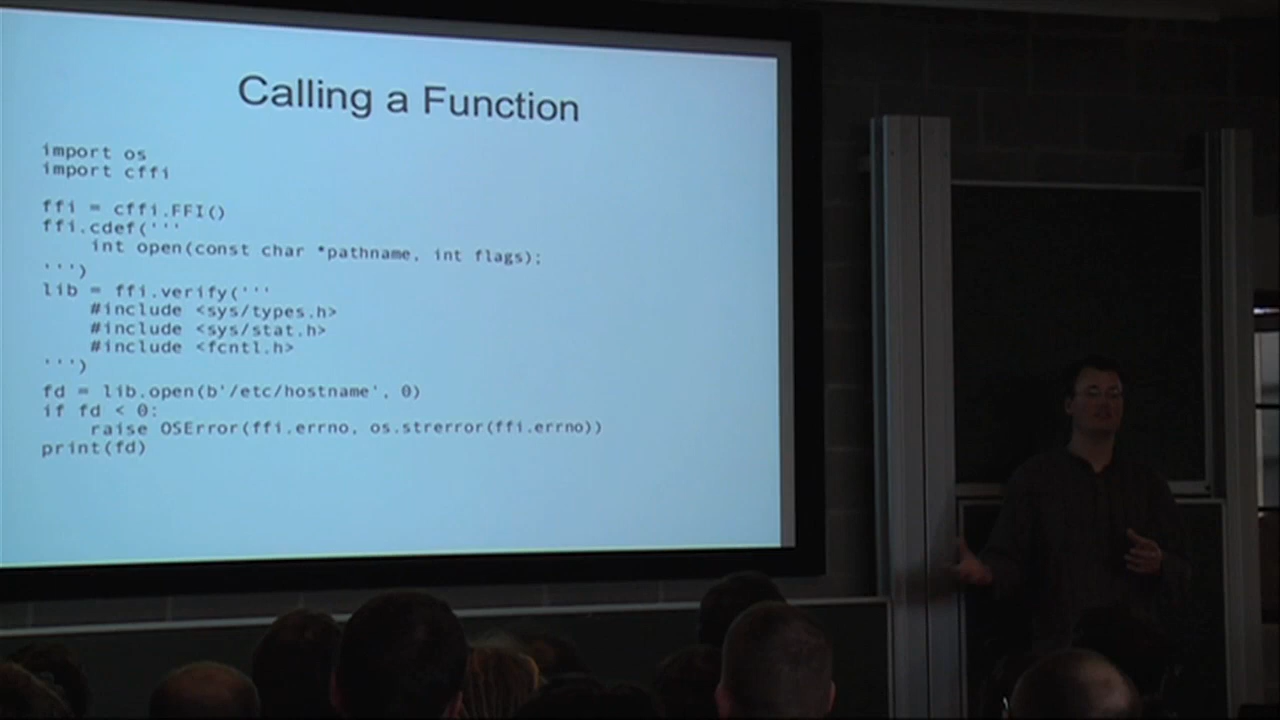 Calling a Function
import os
import cffi
ffi = cffi.FFI()
ffi.cdef('''
    int open(const char *pathname, int flags);
''')
lib = ffi.verify('''
    #include <sys/types.h>
    #include <sys/stat.h>
    #include <fcntl.h>
''')
fd = lib.open(b'/etc/hostname', 0)
if fd < 0:
    raise OSError(ffi.errno, os.strerror(ffi.errno))
print(fd)